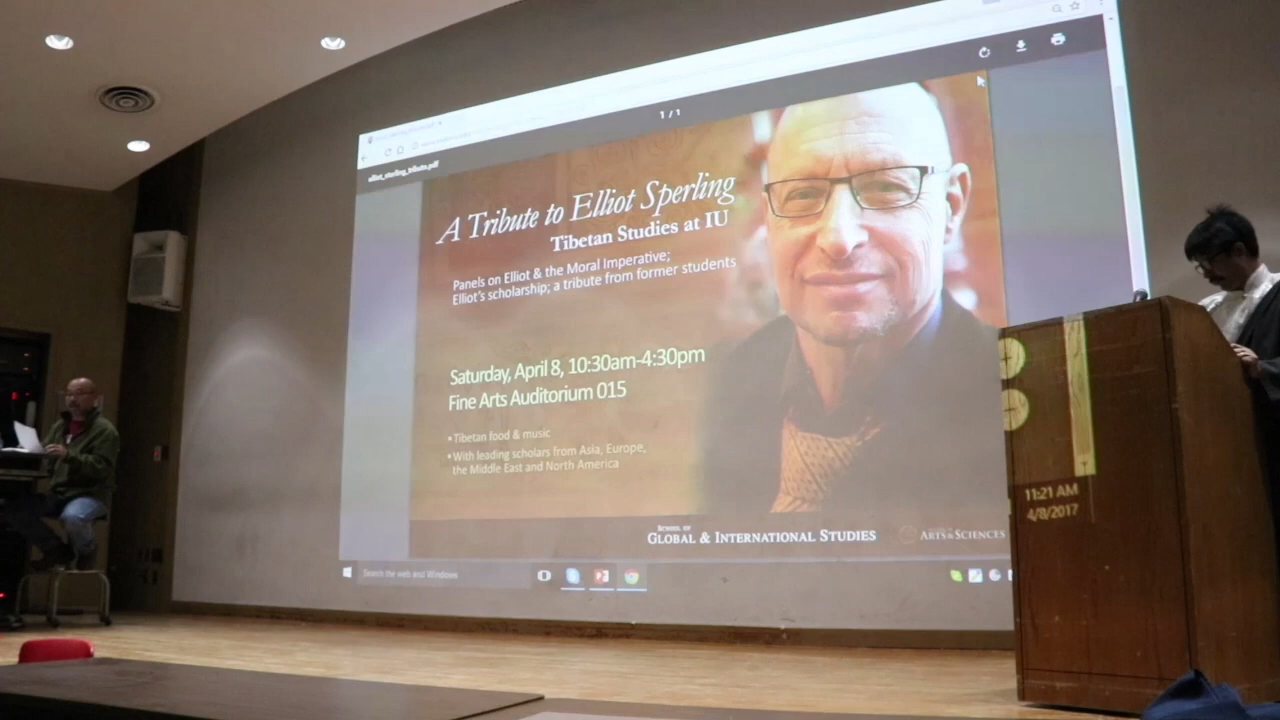 1 / 1
elliot_sterling_tribute.pdf
A Tribute to Elliot Sperling
Tibetan Studies at IU
Panels on Elliot & the Moral Imperative;
Elliot's scholarship; a tribute from former students
Saturday, April 8, 10:30am-4:30pm
Fine Arts Auditorium 015
▪ Tibetan food & music
▪ With leading scholars from Asia, Europe,
the Middle East and North America
SCHOOL OF
GLOBAL & INTERNATIONAL STUDIES
ARTS & SCIENCES
Search the web and Windows
11:21 AM
4/8/2017